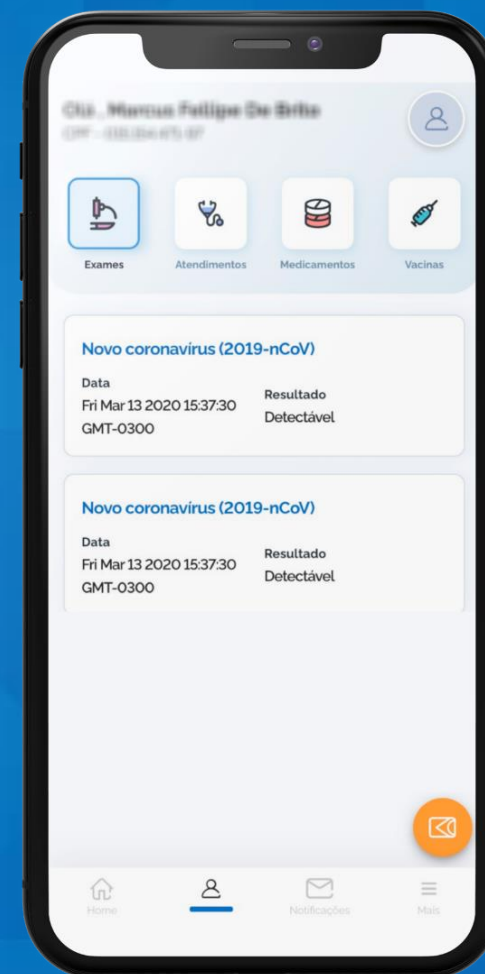 Exames
Atendimentos
Medicamentos
Vacinas
Novo coronavírus (2019-nCoV)
Data
Fri Mar 13 2020 15:37:30
GMT-0300
Resultado
Detectável
Novo coronavírus (2019-nCoV)
Data
Fri Mar 13 2020 15:37:30
GMT-0300
Resultado
Detectável
Home
Notificações
Mais